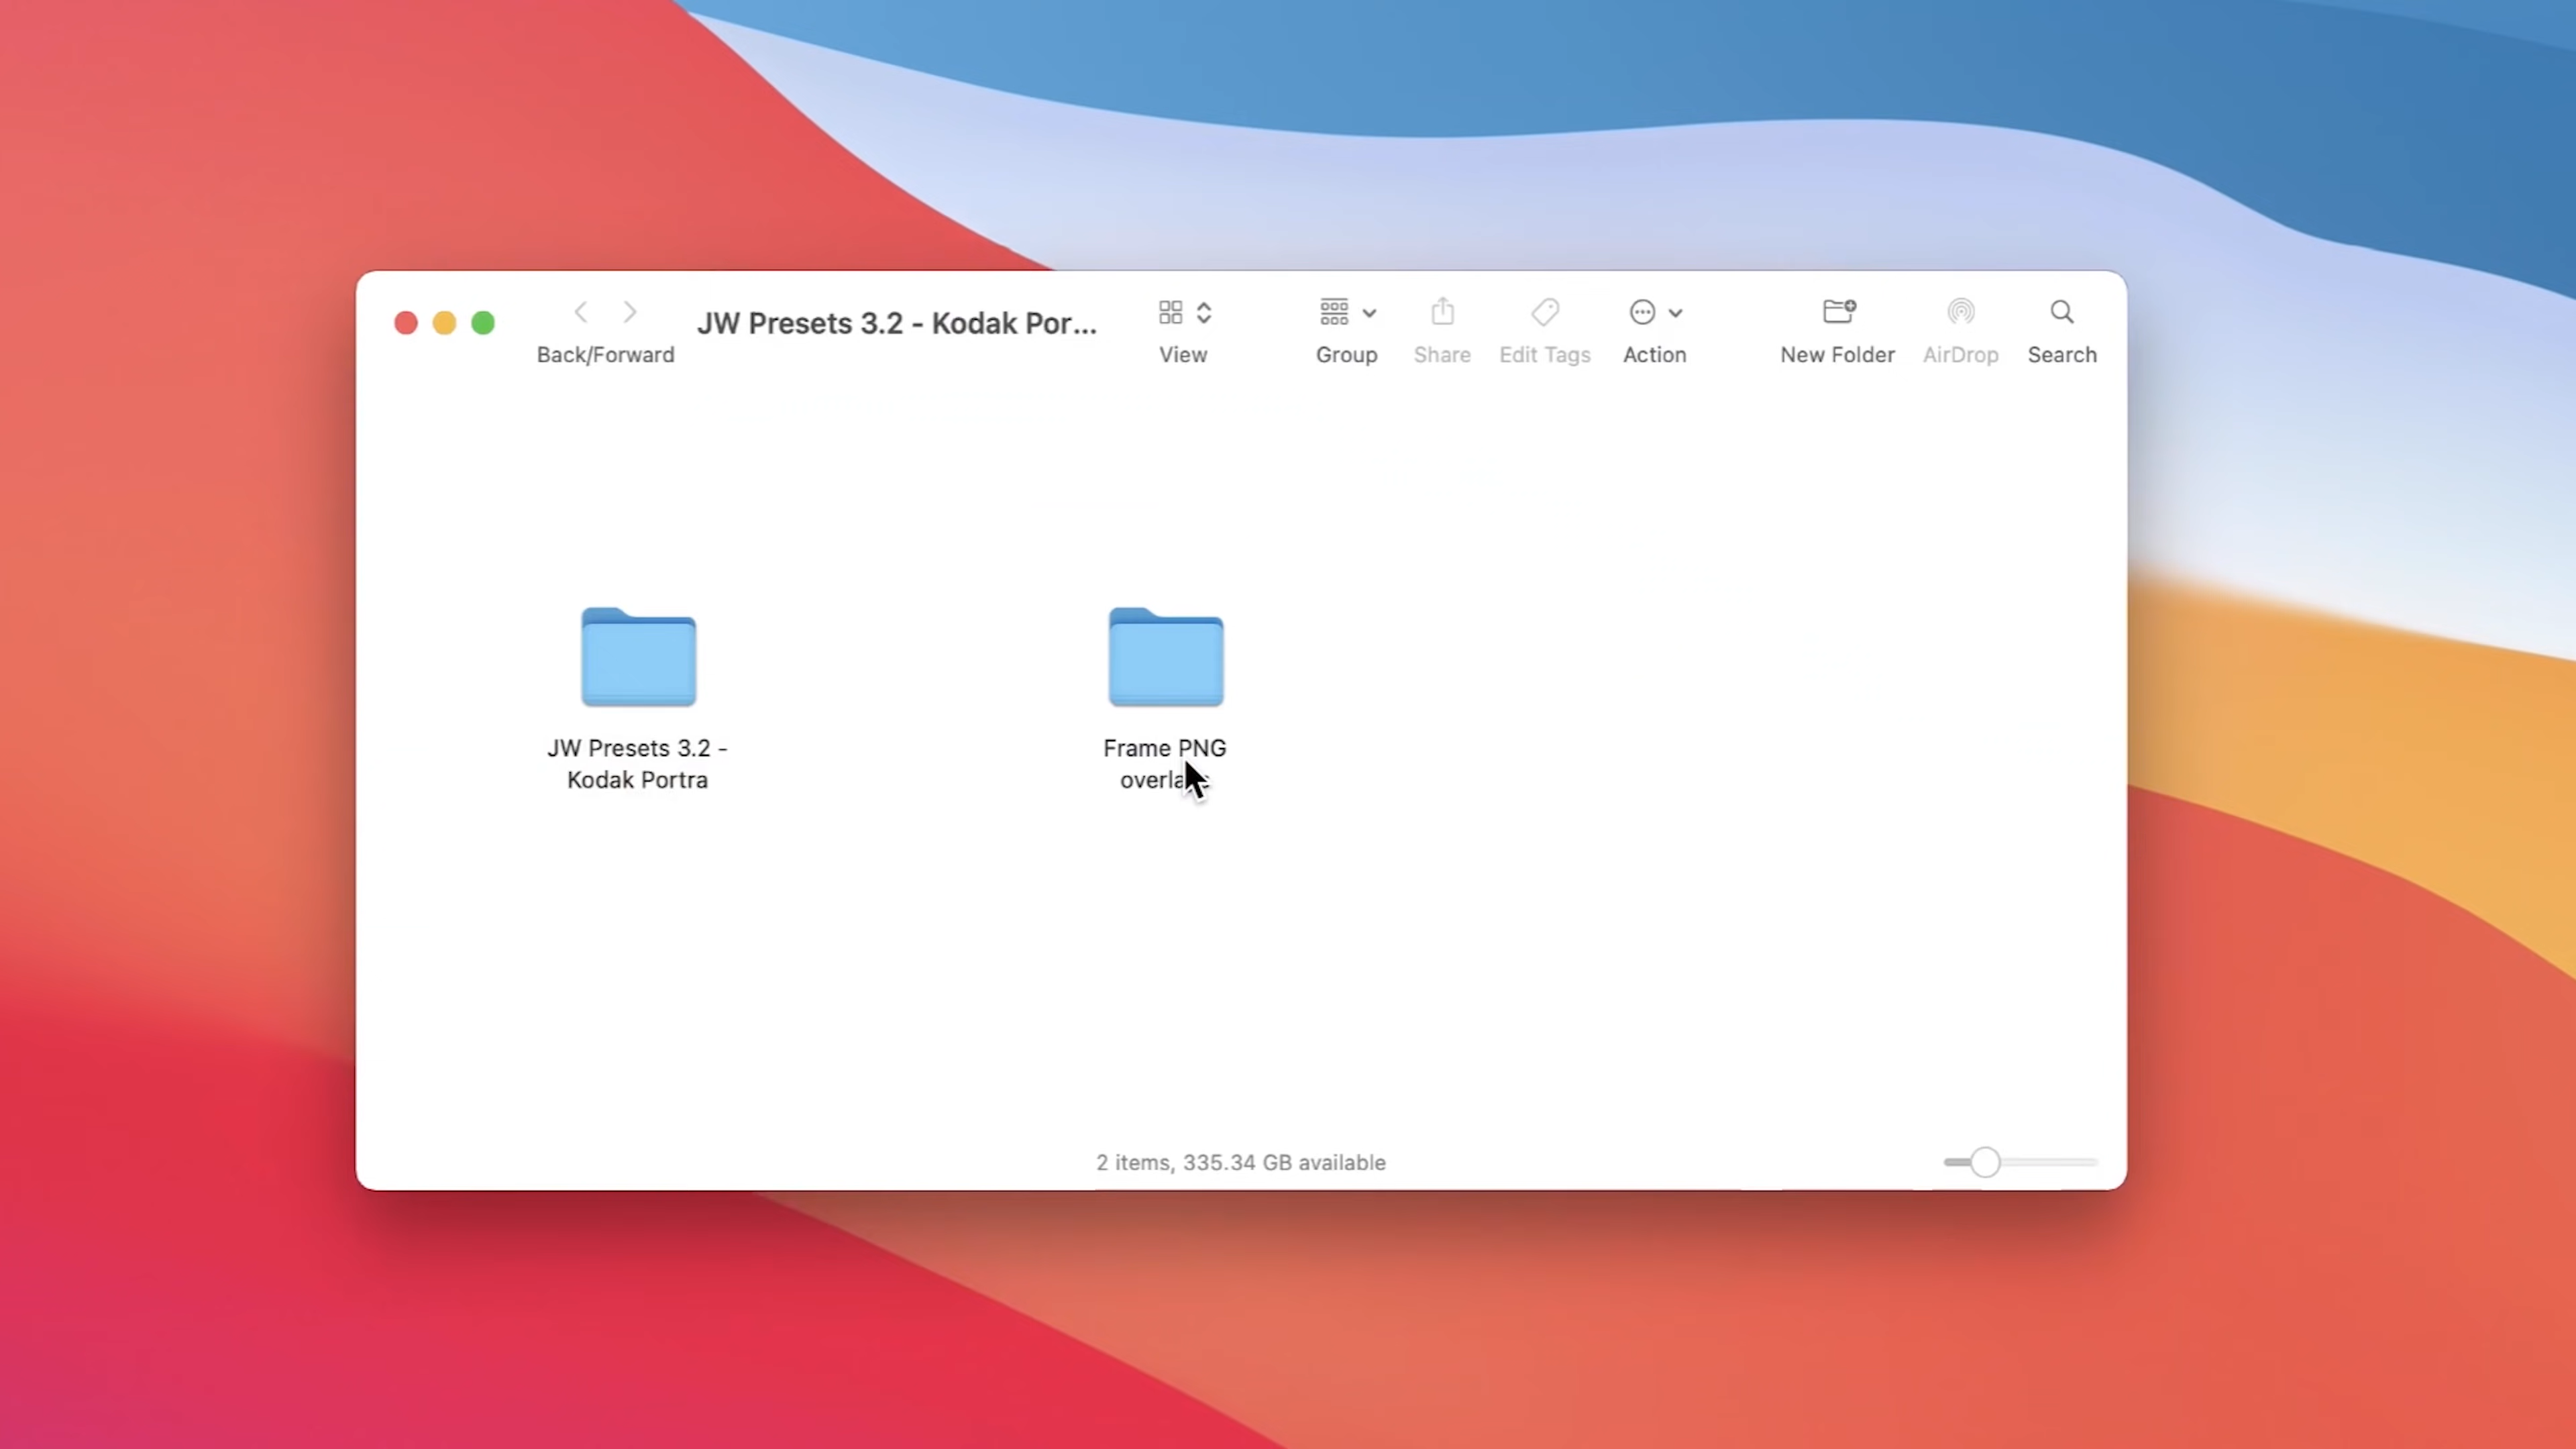 JW Presets 3.2 - Kodak Por...
Back/Forward
View
Group
Share
Edit Tags
Action
New Folder
AirDrop
Search
JW Presets 3.2 -
Kodak Portra
Frame PNG
2 items, 335.34 GB available